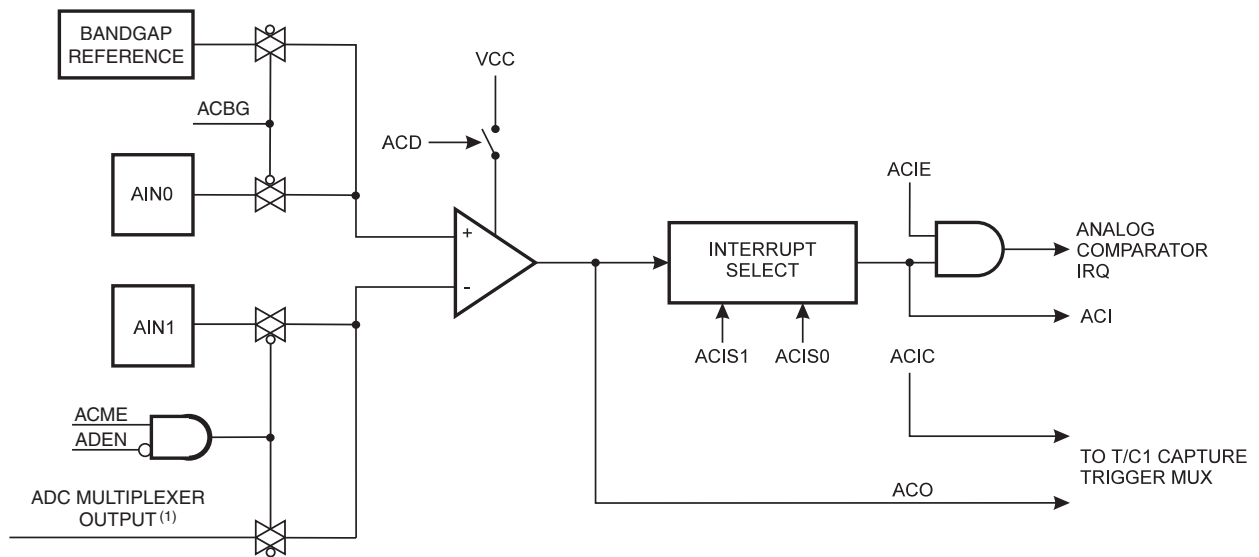 BANDGAP
REFERENCE
VCC
ACBG
ACD
AIN0
ACIE
+
INTERRUPT
SELECT
ANALOG
COMPARATOR
IRQ
-
AIN1
ACI
ACIS1
ACIS0
ACIC
ACME
ADEN
TO T/C1 CAPTURE
TRIGGER MUX
ACO
ADC MULTIPLEXER
OUTPUT (1)